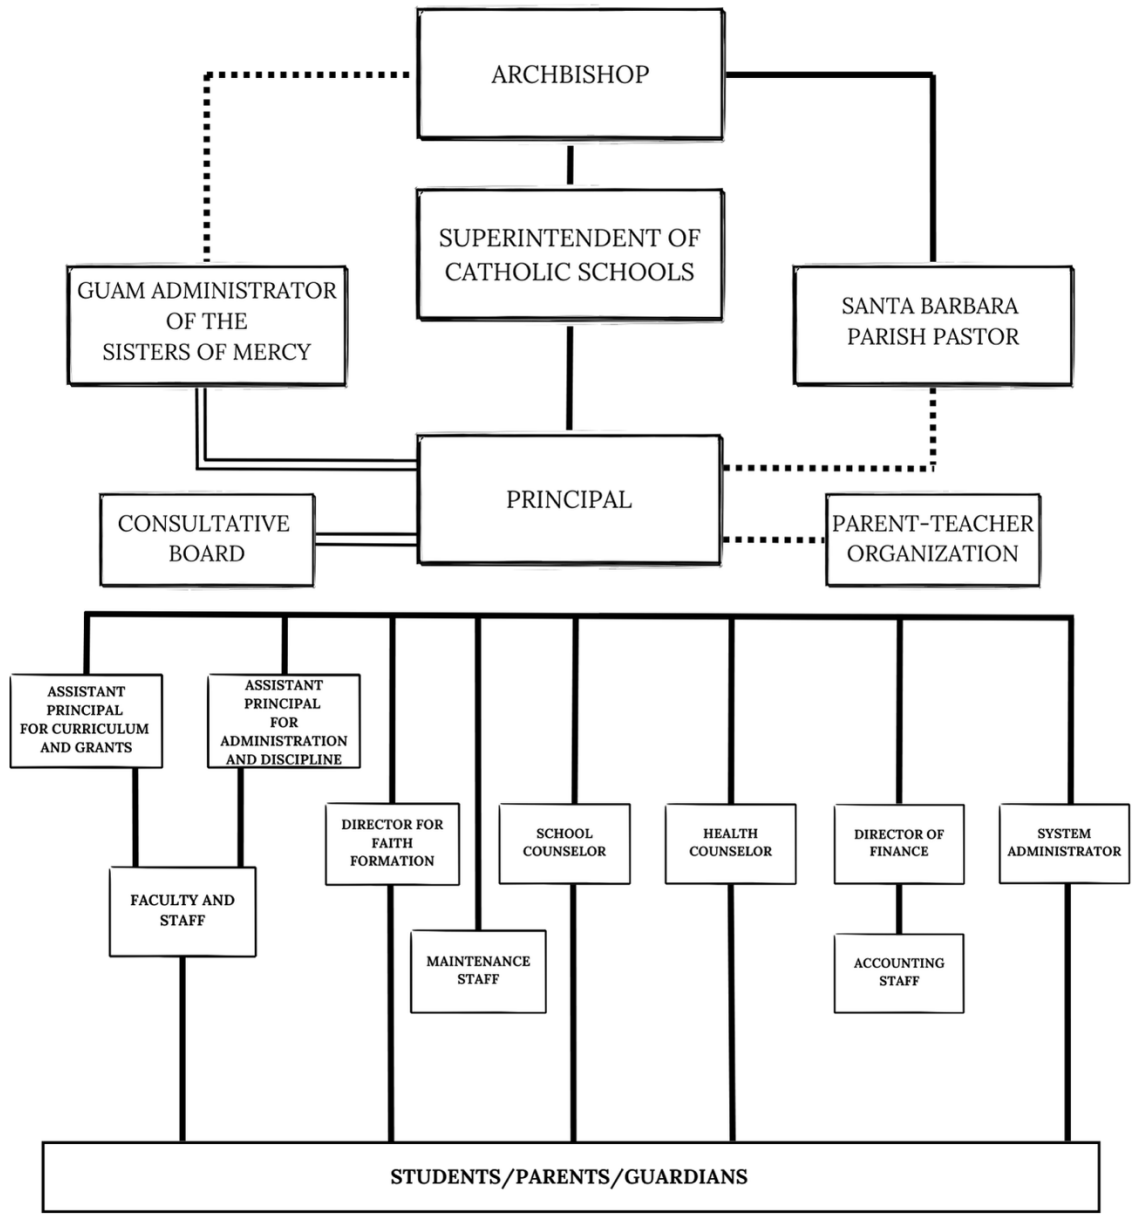 ARCHBISHOP
SUPERINTENDENT OF
CATHOLIC SCHOOLS
GUAM ADMINISTRATOR
OF THE
SISTERS OF MERCY
SANTA BARBARA
PARISH PASTOR
PRINCIPAL
CONSULTATIVE
BOARD
PARENT-TEACHER
ORGANIZATION
ASSISTANT
PRINCIPAL
FOR CURRICULUM
AND GRANTS
ASSISTANT
PRINCIPAL
FOR
ADMINISTRATION
AND DISCIPLINE
DIRECTOR FOR
FAITH
FORMATION
SCHOOL
COUNSELOR
HEALTH
COUNSELOR
DIRECTOR OF
FINANCE
SYSTEM
ADMINISTRATOR
FACULTY AND
STAFF
MAINTENANCE
STAFF
ACCOUNTING
STAFF
STUDENTS/PARENTS/GUARDIANS